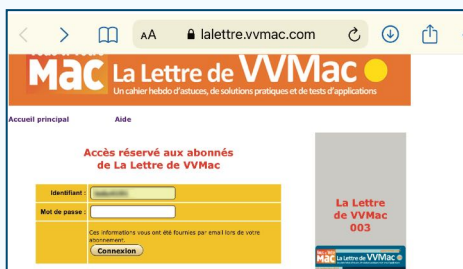 AA lalettre.vvmac.com
Mac La Lettre de VVMac
Un cahier hebdo d'astuces, de solutions pratiques et de tests d'applications
Accueil principal Aide
Accès réservé aux abonnés
de La Lettre de VVMac
Identifiant :
Mot de passe :
Ces informations vous ont été fournies par email lors de votre
abonnement.
Connexion
La Lettre
de VVMac
003
Mac La Lettre de VVMac